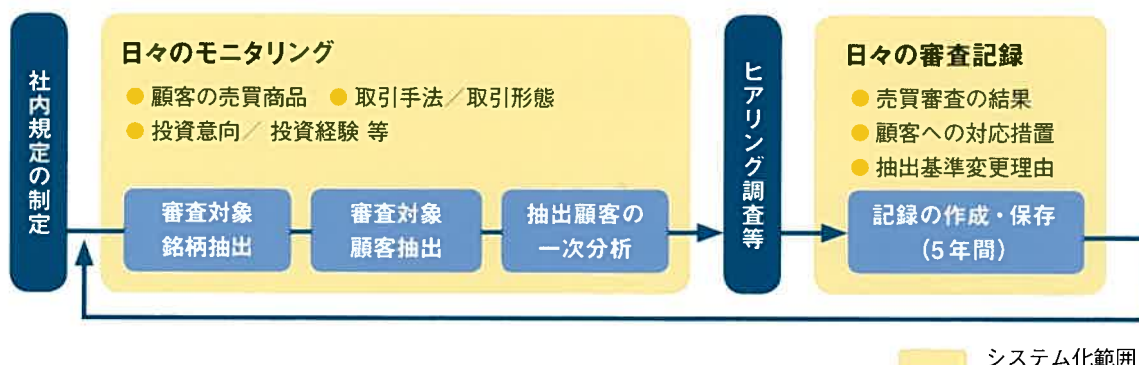 社内規定の制定
日々のモニタリング
● 顧客の売買商品 ● 取引手法／取引形態
● 投資意向／ 投資経験 等
審査対象
銘柄抽出
審査対象
顧客抽出
抽出顧客の
一次分析
ヒアリング調査等
日々の審査記録
● 売買審査の結果
● 顧客への対応措置
● 抽出基準変更理由
記録の作成・保存
（5年間）
システム化範囲